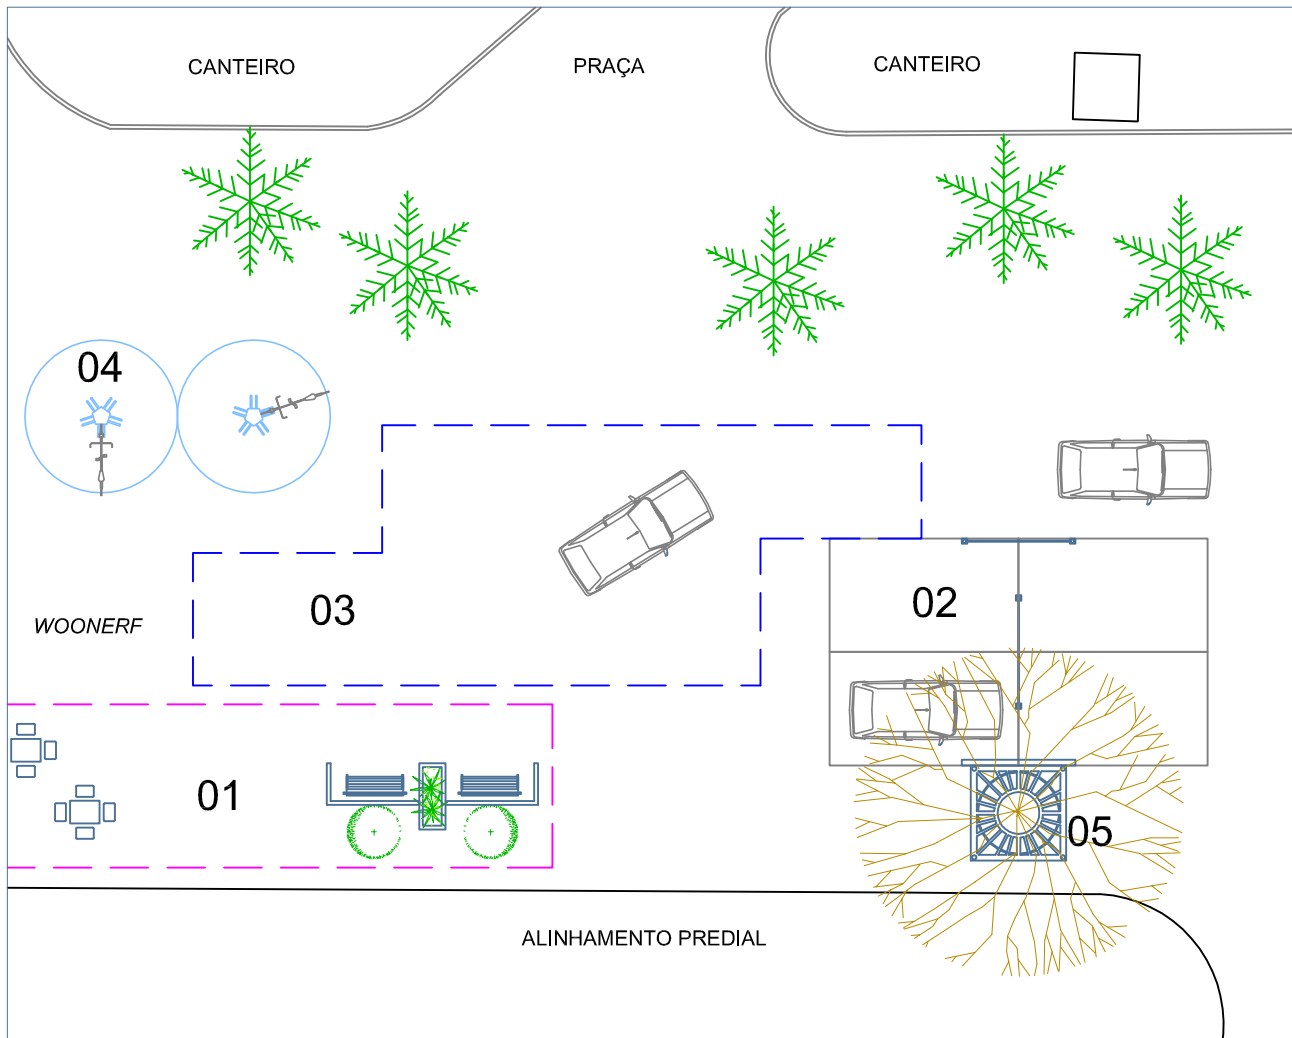 CANTEIRO
PRAÇA
CANTEIRO
04
03
02
WOONERF
01
05
ALINHAMENTO PREDIAL